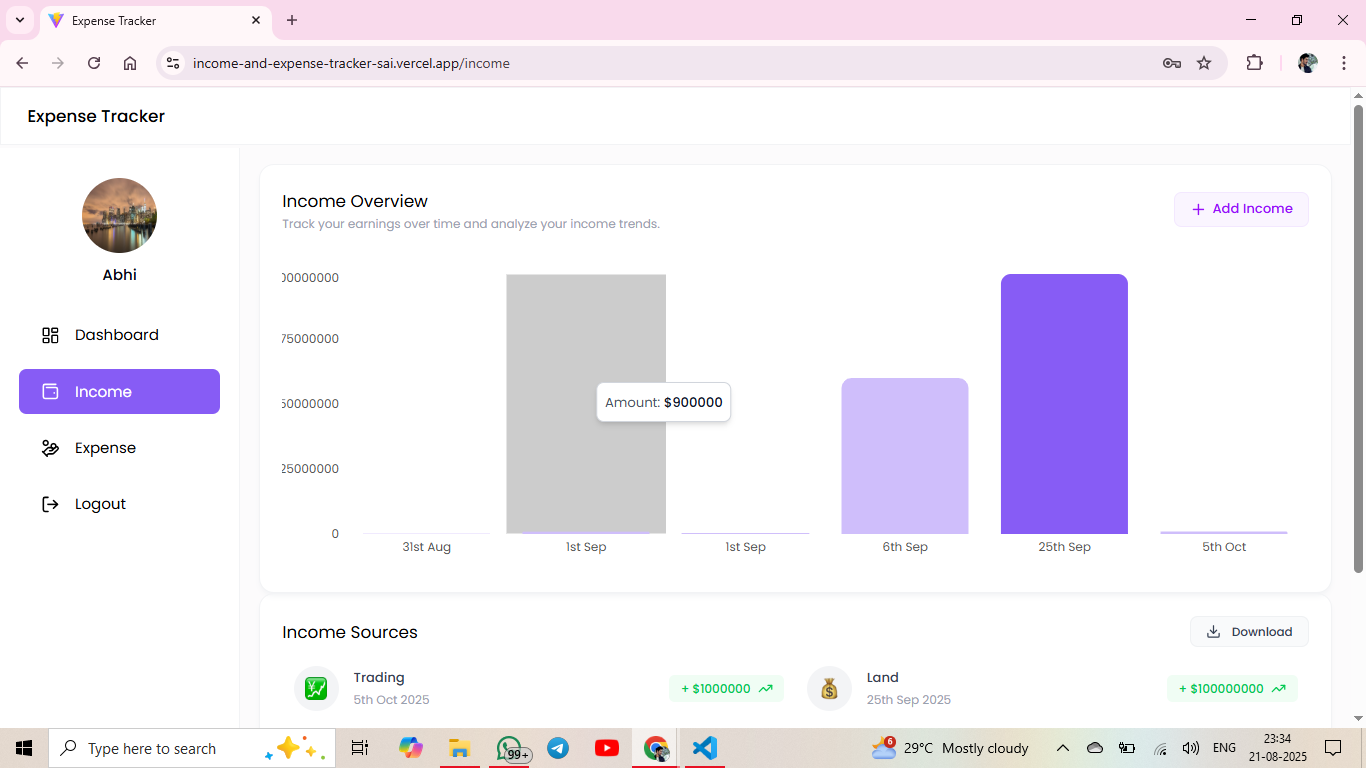 Expense Tracker
income-and-expense-tracker-sai.vercel.app/income
Expense Tracker
Abhi
Dashboard
Income
Expense
Logout
Income Overview
Track your earnings over time and analyze your income trends.
+ Add Income
00000000
75000000
50000000
25000000
0
Amount: $900000
31st Aug
1st Sep
1st Sep
6th Sep
25th Sep
5th Oct
Income Sources
Download
Trading
5th Oct 2025
+ $1000000
Land
25th Sep 2025
+ $100000000
Type here to search
99+
6
29°C Mostly cloudy
ENG
23:34
21-08-2025